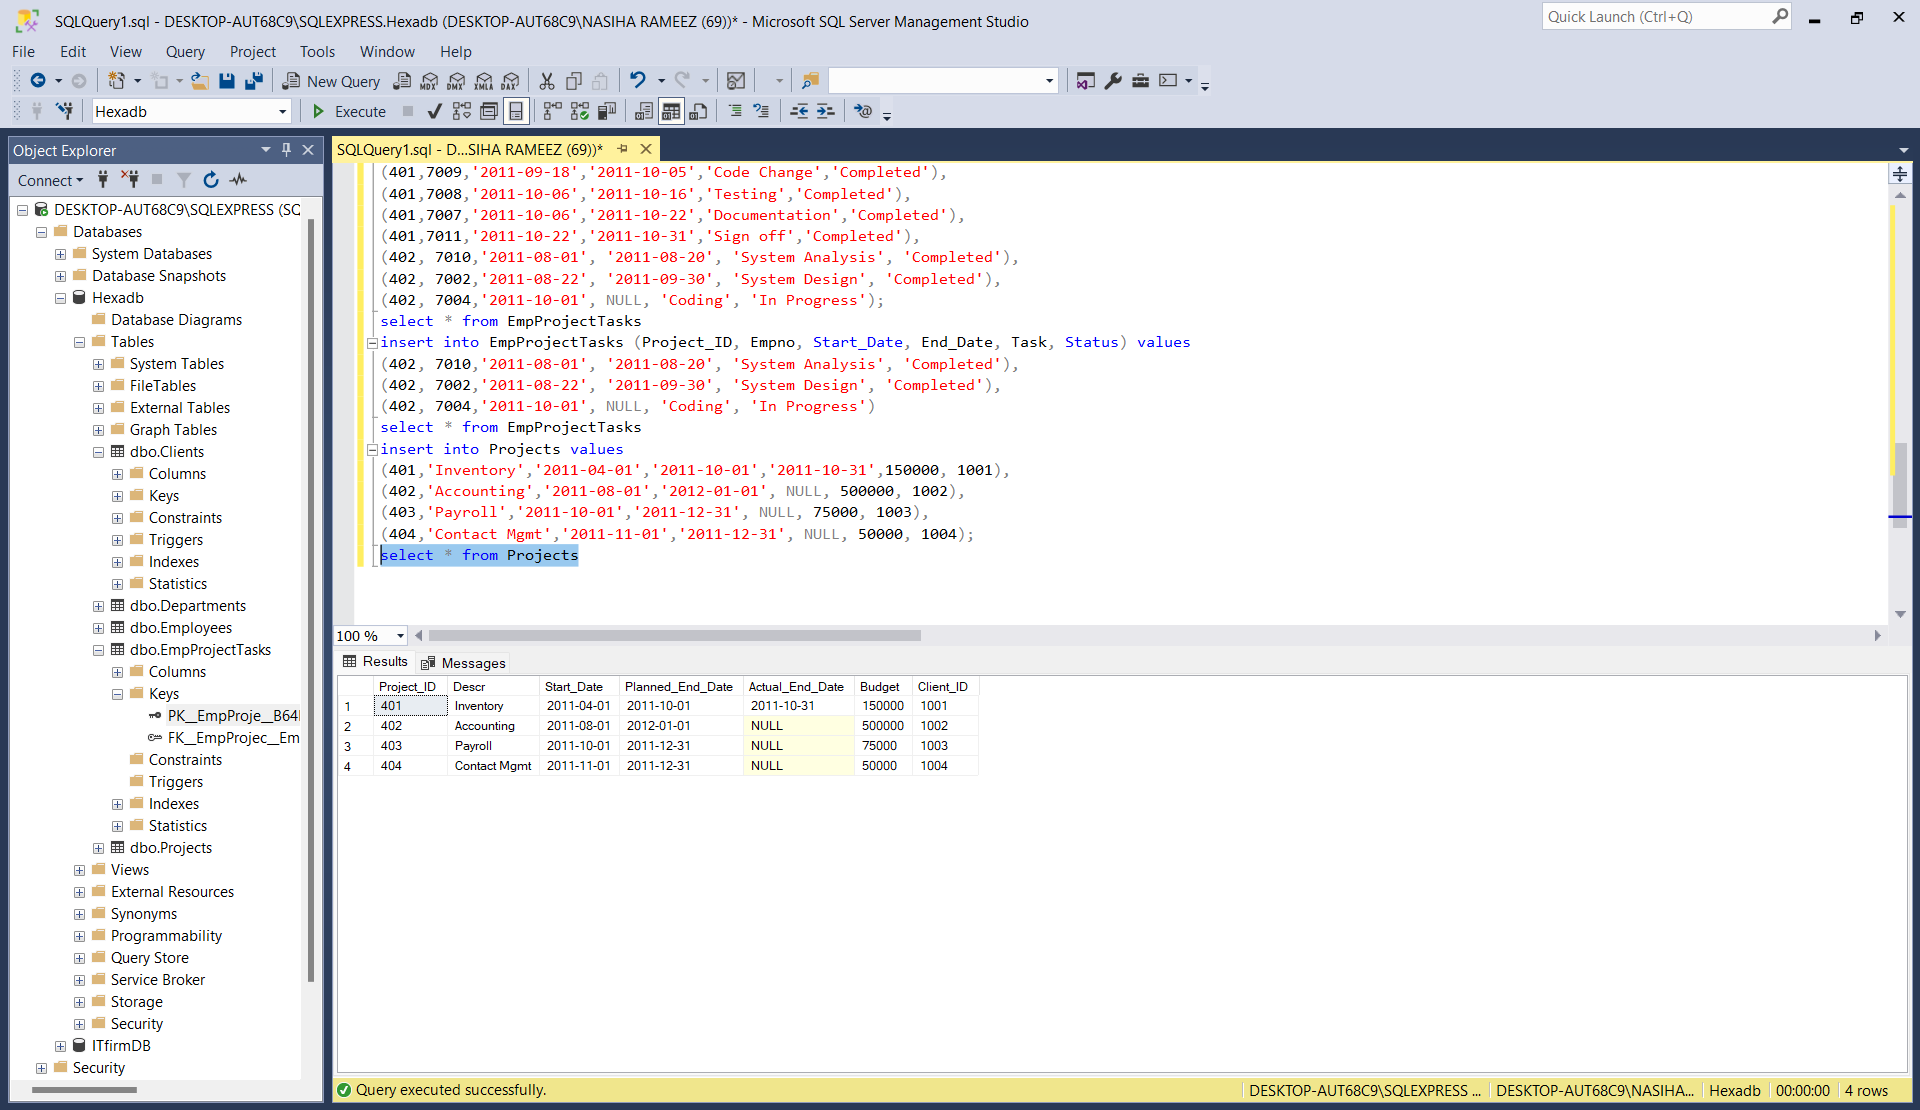 SQLQuery1.sql - DESKTOP-AUT68C9\SQLEXPRESS.Hexadb (DESKTOP-AUT68C9\NASIHA RAMEEZ (69))* - Microsoft SQL Server Management Studio
Quick Launch (Ctrl+Q)
File Edit View Query Project Tools Window Help
New Query
MDX DMX XMLA DAX
Hexadb
Execute
Object Explorer
Connect
DESKTOP-AUT68C9\SQLEXPRESS (SQ
Databases
System Databases
Database Snapshots
Hexadb
Database Diagrams
Tables
System Tables
FileTables
External Tables
Graph Tables
dbo.Clients
Columns
Keys
Constraints
Triggers
Indexes
Statistics
dbo.Departments
dbo.Employees
dbo.EmpProjectTasks
Columns
Keys
PK__EmpProje__B64
FK__EmpProjec__Em
Constraints
Triggers
Indexes
Statistics
dbo.Projects
Views
External Resources
Synonyms
Programmability
Query Store
Service Broker
Storage
Security
ITfirmDB
Security
SQLQuery1.sql - D...SIHA RAMEEZ (69))*
(401,7009,'2011-09-18','2011-10-05','Code Change','Completed'),
(401,7008,'2011-10-06','2011-10-16','Testing','Completed'),
(401,7007,'2011-10-06','2011-10-22','Documentation','Completed'),
(401,7011,'2011-10-22','2011-10-31','Sign off','Completed'),
(402, 7010,'2011-08-01', '2011-08-20', 'System Analysis', 'Completed'),
(402, 7002,'2011-08-22', '2011-09-30', 'System Design', 'Completed'),
(402, 7004,'2011-10-01', NULL, 'Coding', 'In Progress');
select * from EmpProjectTasks
insert into EmpProjectTasks (Project_ID, Empno, Start_Date, End_Date, Task, Status) values
(402, 7010,'2011-08-01', '2011-08-20', 'System Analysis', 'Completed'),
(402, 7002,'2011-08-22', '2011-09-30', 'System Design', 'Completed'),
(402, 7004,'2011-10-01', NULL, 'Coding', 'In Progress')
select * from EmpProjectTasks
insert into Projects values
(401,'Inventory','2011-04-01','2011-10-01','2011-10-31',150000, 1001),
(402,'Accounting','2011-08-01','2012-01-01', NULL, 500000, 1002),
(403,'Payroll','2011-10-01','2011-12-31', NULL, 75000, 1003),
(404,'Contact Mgmt','2011-11-01','2011-12-31', NULL, 50000, 1004);
select * from Projects
100 %
Results Messages
Project_ID Descr Start_Date Planned_End_Date Actual_End_Date Budget Client_ID
1 401 Inventory 2011-04-01 2011-10-01 2011-10-31 150000 1001
2 402 Accounting 2011-08-01 2012-01-01 NULL 500000 1002
3 403 Payroll 2011-10-01 2011-12-31 NULL 75000 1003
4 404 Contact Mgmt 2011-11-01 2011-12-31 NULL 50000 1004
Query executed successfully.
DESKTOP-AUT68C9\SQLEXPRESS ... DESKTOP-AUT68C9\NASIHA... Hexadb 00:00:00 4 rows